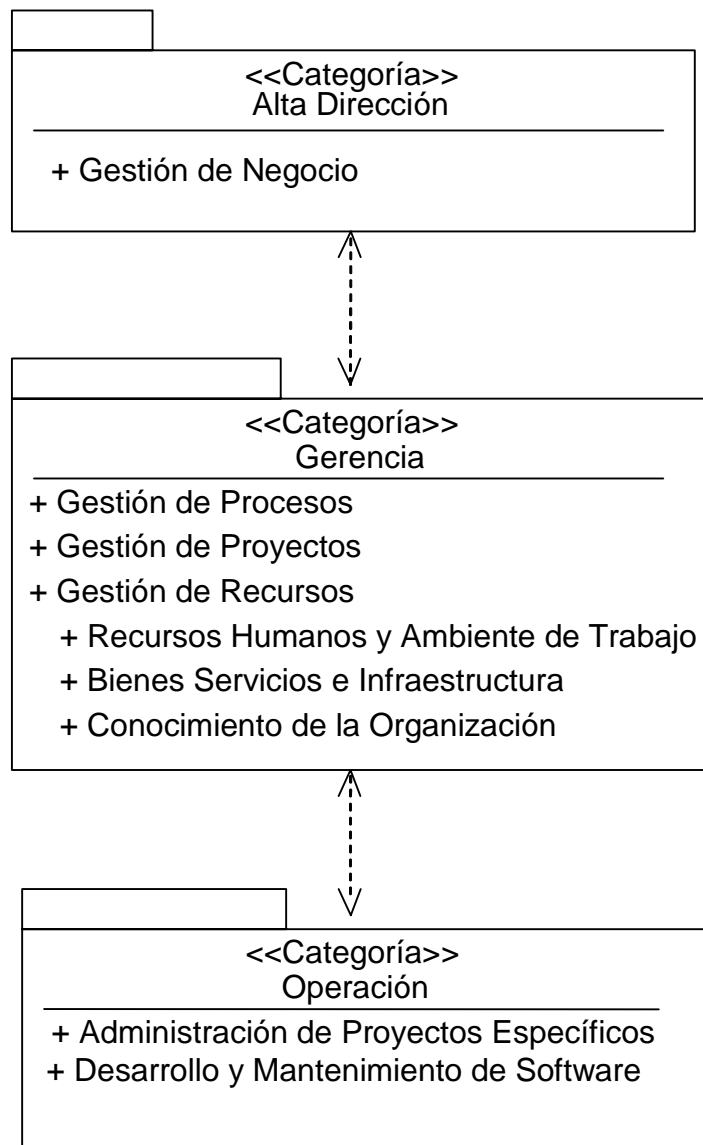 <<Categoría>>
Alta Dirección
+ Gestión de Negocio
<<Categoría>>
Gerencia
+ Gestión de Procesos
+ Gestión de Proyectos
+ Gestión de Recursos
+ Recursos Humanos y Ambiente de Trabajo
+ Bienes Servicios e Infraestructura
+ Conocimiento de la Organización
<<Categoría>>
Operación
+ Administración de Proyectos Específicos
+ Desarrollo y Mantenimiento de Software